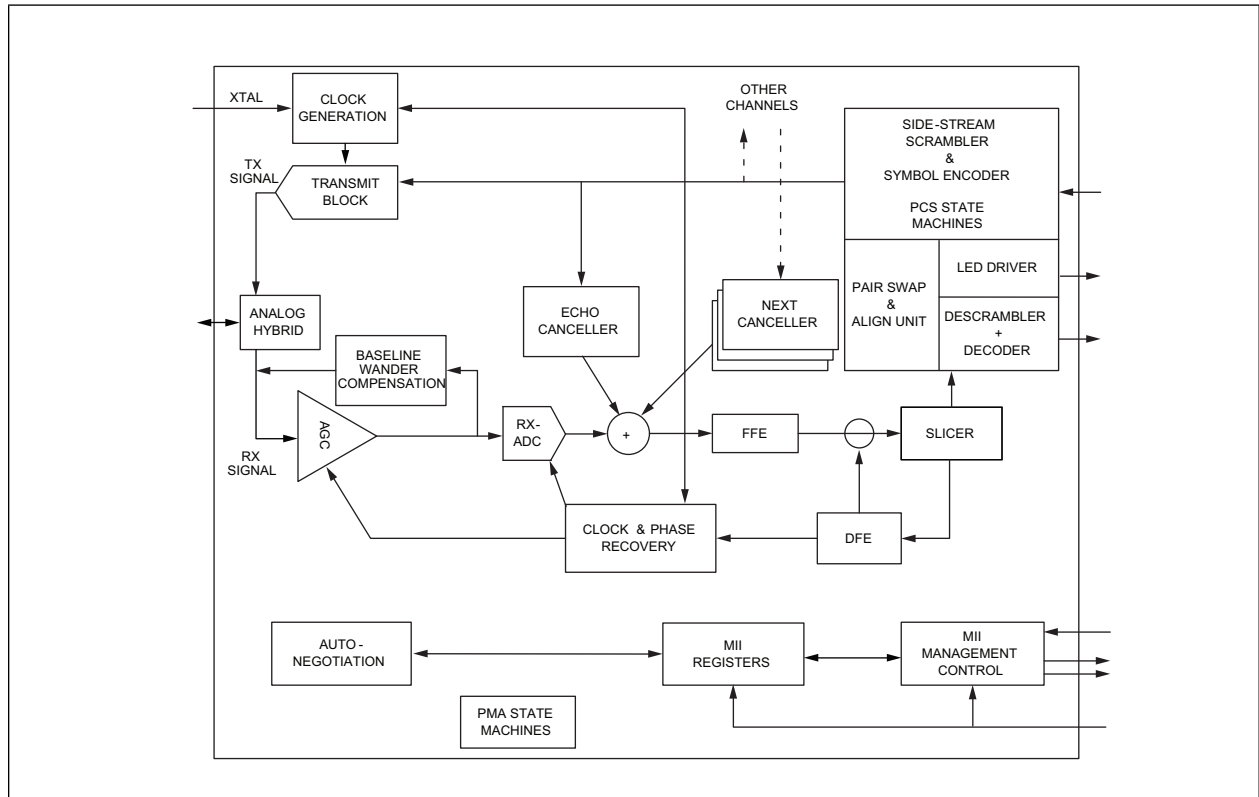 XTAL
CLOCK
GENERATION
OTHER
CHANNELS
SIDE-STREAM
SCRAMBLER
&
SYMBOL ENCODER
PCS STATE
MACHINES
TX
SIGNAL
TRANSMIT
BLOCK
PAIR SWAP
&
ALIGN UNIT
LED DRIVER
DESCRAMBLER
+
DECODER
ANALOG
HYBRID
ECHO
CANCELLER
NEXT
CANCELLER
BASELINE
WANDER
COMPENSATION
AGC
RX
SIGNAL
RX-
ADC
+
FFE
SLICER
CLOCK & PHASE
RECOVERY
DFE
AUTO -
NEGOTIATION
MII
REGISTERS
MII
MANAGEMENT
CONTROL
PMA STATE
MACHINES